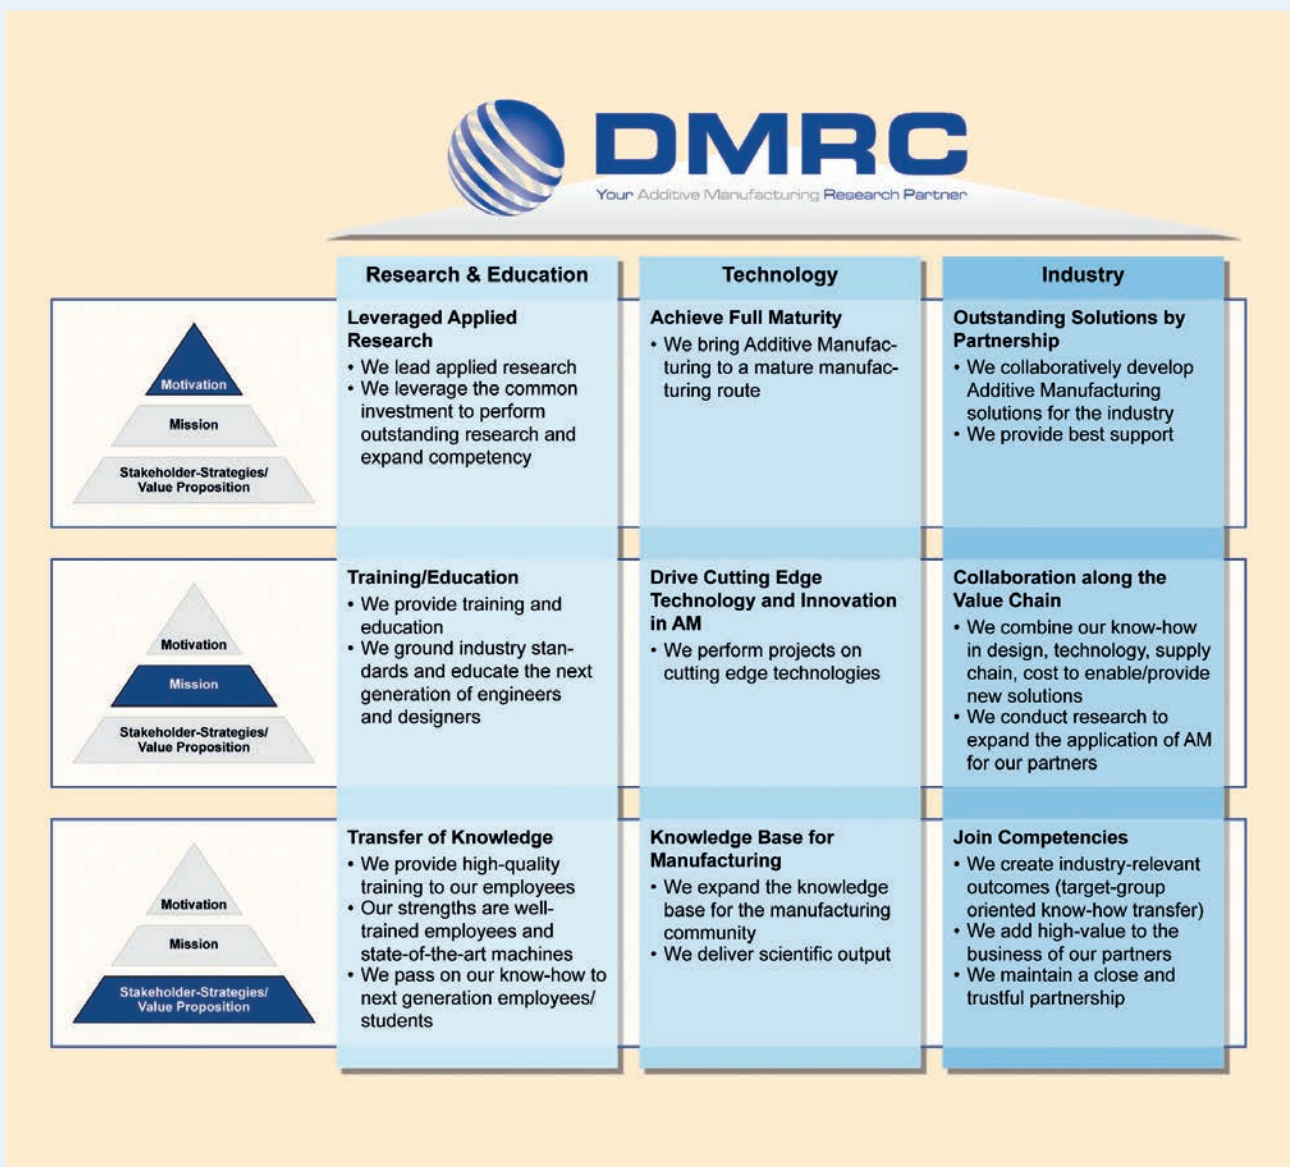 DMRC
Your Additive Manufacturing Research Partner
Research & Education
Technology
Industry
Motivation
Mission
Stakeholder-Strategies/
Value Proposition
Leveraged Applied
Research
• We lead applied research
• We leverage the common
investment to perform
outstanding research and
expand competency
Achieve Full Maturity
• We bring Additive Manufac-
turing to a mature manufac-
turing route
Outstanding Solutions by
Partnership
• We collaboratively develop
Additive Manufacturing
solutions for the industry
• We provide best support
Motivation
Mission
Stakeholder-Strategies/
Value Proposition
Training/Education
• We provide training and
education
• We ground industry stan-
dards and educate the next
generation of engineers
and designers
Drive Cutting Edge
Technology and Innovation
in AM
• We perform projects on
cutting edge technologies
Collaboration along the
Value Chain
• We combine our know-how
in design, technology, supply
chain, cost to enable/provide
new solutions
• We conduct research to
expand the application of AM
for our partners
Motivation
Mission
Stakeholder-Strategies/
Value Proposition
Transfer of Knowledge
• We provide high-quality
training to our employees
• Our strengths are well-
trained employees and
state-of-the-art machines
• We pass on our know-how to
next generation employees/
students
Knowledge Base for
Manufacturing
• We expand the knowledge
base for the manufacturing
community
• We deliver scientific output
Join Competencies
• We create industry-relevant
outcomes (target-group
oriented know-how transfer)
• We add high-value to the
business of our partners
• We maintain a close and
trustful partnership